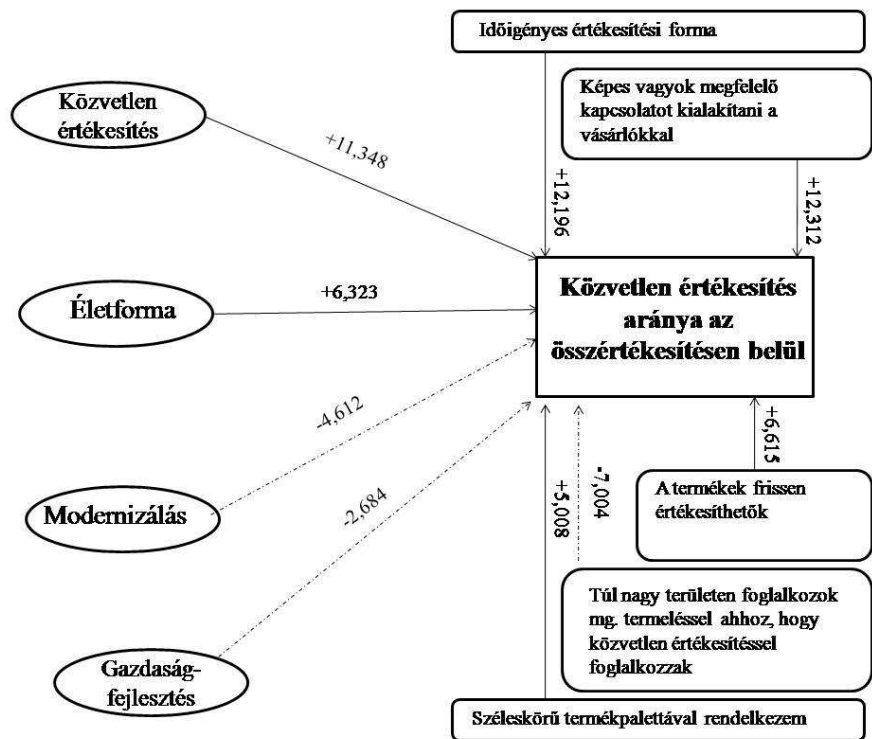 Időigényes értékesítési forma
Képes vagyok megfelelő
kapcsolatot kialakítani a
vásárlókkal
Közvetlen
értékesítés
+11,348
+12,196
+12,312
Életforma
+6,323
Közvetlen értékesítés
aránya az
összértékesítésen belül
-4,612
Modernizálás
-2,684
+5,008
-7,004
+6,615
A termékek frissen
értékesíthetők
Túl nagy területen foglalkozok
mg. termeléssel ahhoz, hogy
közvetlen értékesítéssel
foglalkozzak
Gazdaság-
fejlesztés
Széleskörű termékpalettával rendelkezem